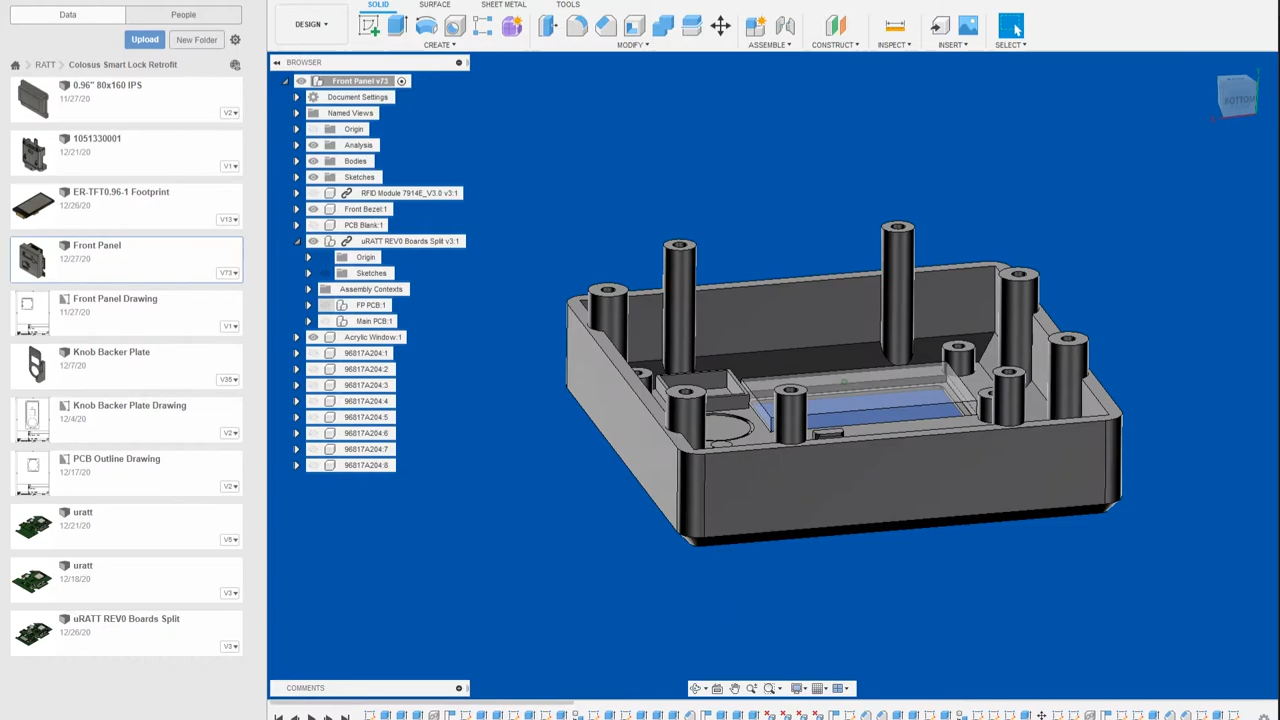 Data People
Upload New Folder
RATT Colosus Smart Lock Retrofit
0.96" 80x160 IPS
11/27/20
V2
1051330001
12/21/20
V1
ER-TFT0.96-1 Footprint
12/26/20
V13
Front Panel
12/27/20
V73
Front Panel Drawing
11/22/20
V1
Knob Backer Plate
12/7/20
V35
Knob Backer Plate Drawing
12/4/20
V2
PCB Outline Drawing
12/17/20
V2
uratt
12/21/20
V5
uratt
12/18/20
V3
uRATT REV0 Boards Split
12/26/20
V3
SOLID SURFACE SHEET METAL TOOLS
DESIGN
CREATE MODIFY ASSEMBLE CONSTRUCT INSPECT INSERT SELECT
BROWSER
Front Panel v73
Document Settings
Named Views
Origin
Analysis
Bodies
Sketches
RFID Module 7914E_V3.0 v3:1
Front Bezel:1
PCB Blank:1
uRATT REV0 Boards Split v3:1
Origin
Sketches
Assembly Contexts
FP PCB:1
Main PCB:1
Acrylic Window:1
96817A204:1
96817A204:2
96817A204:3
96817A204:4
96817A204:5
96817A204:6
96817A204:7
96817A204:8
BOTTOM
COMMENTS